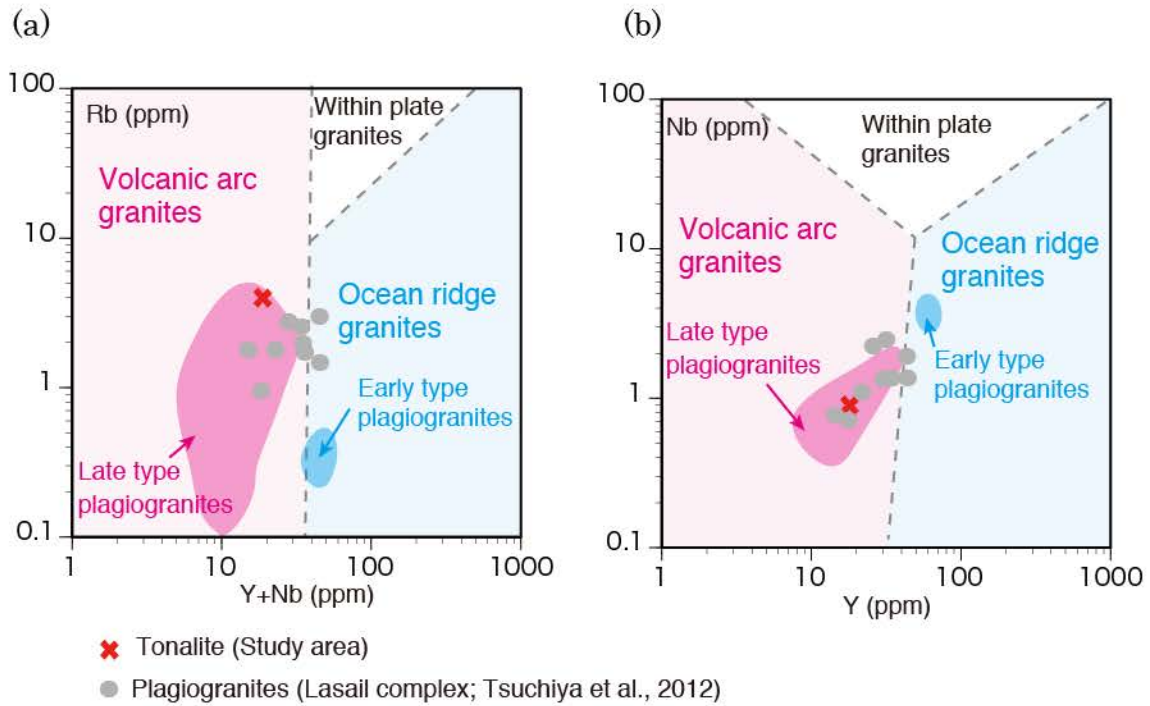 (a)
100
10
1
0.1
Rb (ppm)
Within plate
granites
Volcanic arc
granites
Ocean ridge
granites
Early type
plagiogranites
Late type
plagiogranites
1
10
100
1000
Y+Nb (ppm)
(b)
100
10
1
0.1
Nb (ppm)
Within plate
granites
Volcanic arc
granites
Ocean ridge
granites
Late type
plagiogranites
Early type
plagiogranites
1
10
100
1000
Y (ppm)
Tonalite (Study area)
Plagiogranites (Lasail complex; Tsuchiya et al., 2012)